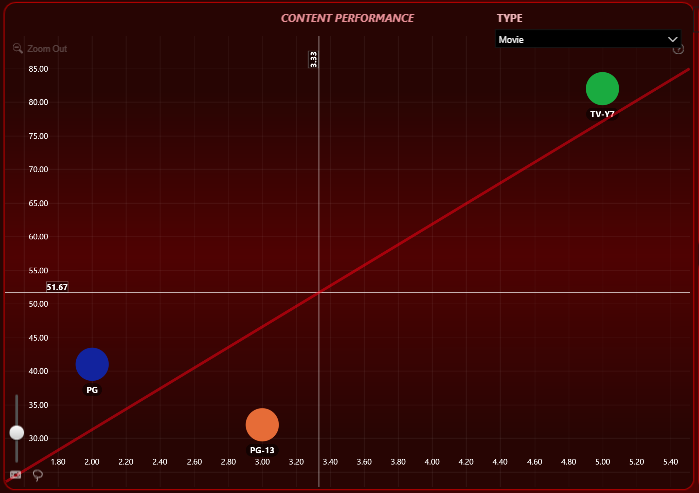 CONTENT PERFORMANCE
TYPE
Movie
Zoom Out
3.33
85.00
80.00
TV-Y7
75.00
70.00
65.00
60.00
55.00
51.67
50.00
45.00
40.00
PG
35.00
30.00
PG-13
1.80 2.00 2.20 2.40 2.60 2.80 3.00 3.20 3.40 3.60 3.80 4.00 4.20 4.40 4.60 4.80 5.00 5.20 5.40